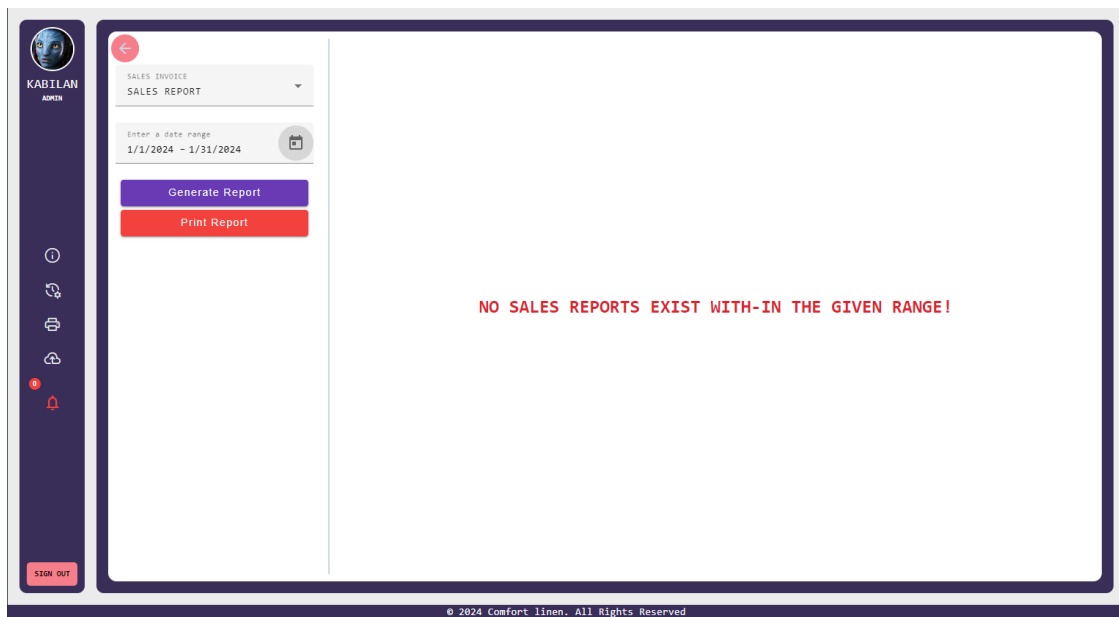 KABILAN
ADMIN
0
SIGN OUT
SALES INVOICE
SALES REPORT
Enter a date range
1/1/2024 – 1/31/2024
Generate Report
Print Report
NO SALES REPORTS EXIST WITH-IN THE GIVEN RANGE!
© 2024 Comfort linen. All Rights Reserved